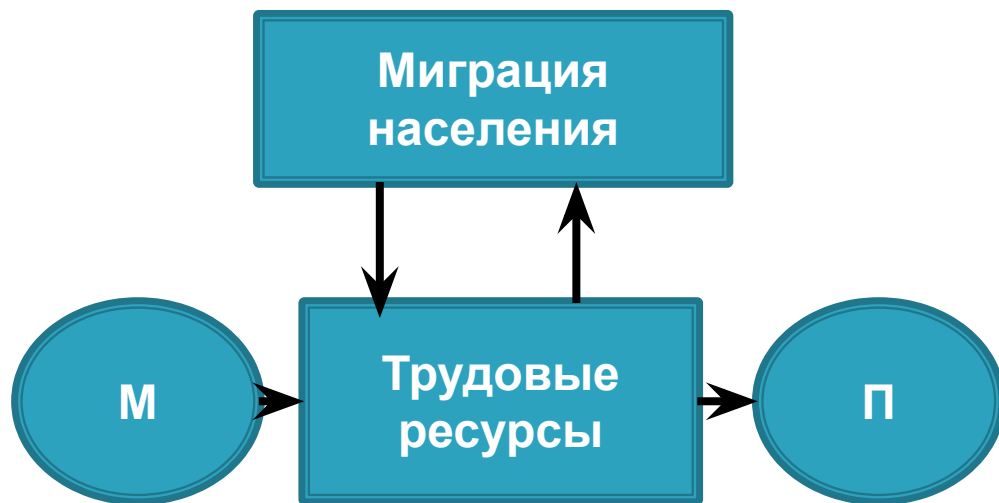 Миграция
населения
М
Трудовые
ресурсы
П